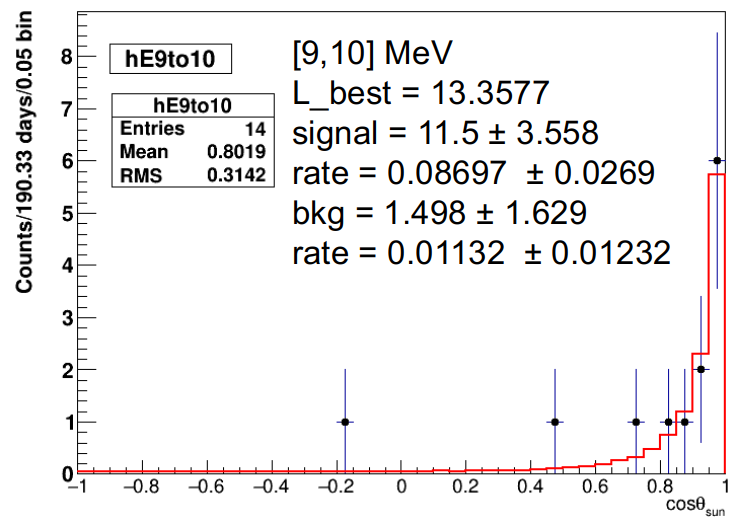 Counts/190.33 days/0.05 bin
8
7
6
5
4
3
2
1
0
hE9to10
hE9to10
Entries 14
Mean 0.8019
RMS 0.3142
[9,10] MeV
L_best = 13.3577
signal = 11.5 ± 3.558
rate = 0.08697 ± 0.0269
bkg = 1.498 ± 1.629
rate = 0.01132 ± 0.01232
−1 −0.8 −0.6 −0.4 −0.2 0 0.2 0.4 0.6 0.8 1
cosθsun